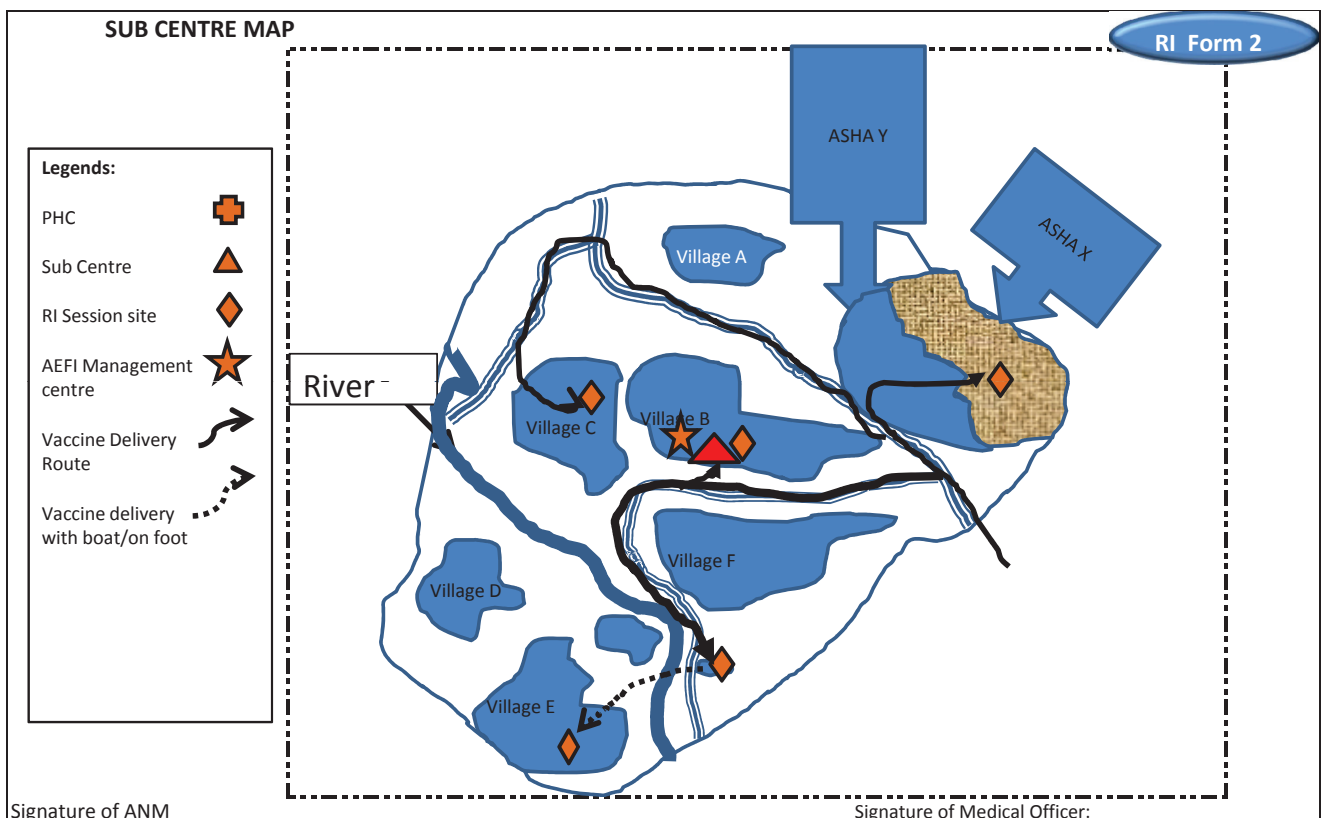 SUB CENTRE MAP
RI Form 2
Legends:
PHC
Sub Centre
RI Session site
AEFI Management
centre
Vaccine Delivery
Route
Vaccine delivery
with boat/on foot
ASHA Y
ASHA X
Village A
River
Village B
Village C
Village F
Village D
Village E
Signature of ANM
Signature of Medical Officer: